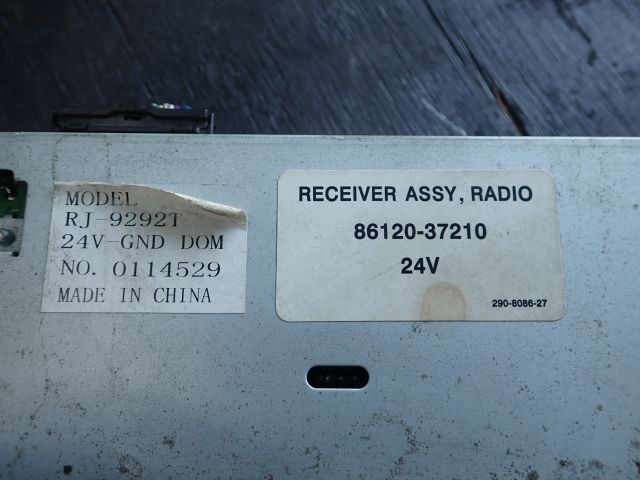 MODEL
RJ-9292T
24V-GND DOM
NO. 0114529
MADE IN CHINA
RECEIVER ASSY, RADIO
86120-37210
24V
290-8086-27